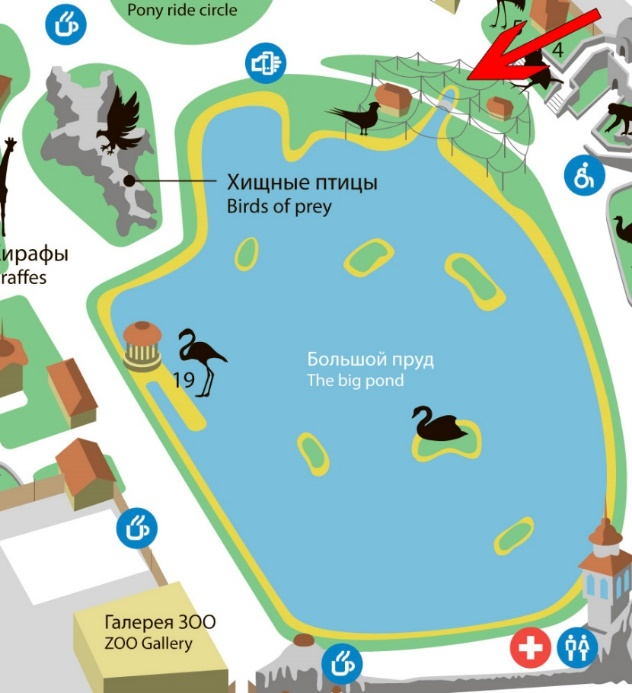 Pony ride circle
4
Хищные птицы
Birds of prey
ирафы
raffes
Большой пруд
The big pond
19
Галерея ЗОО
ZOO Gallery